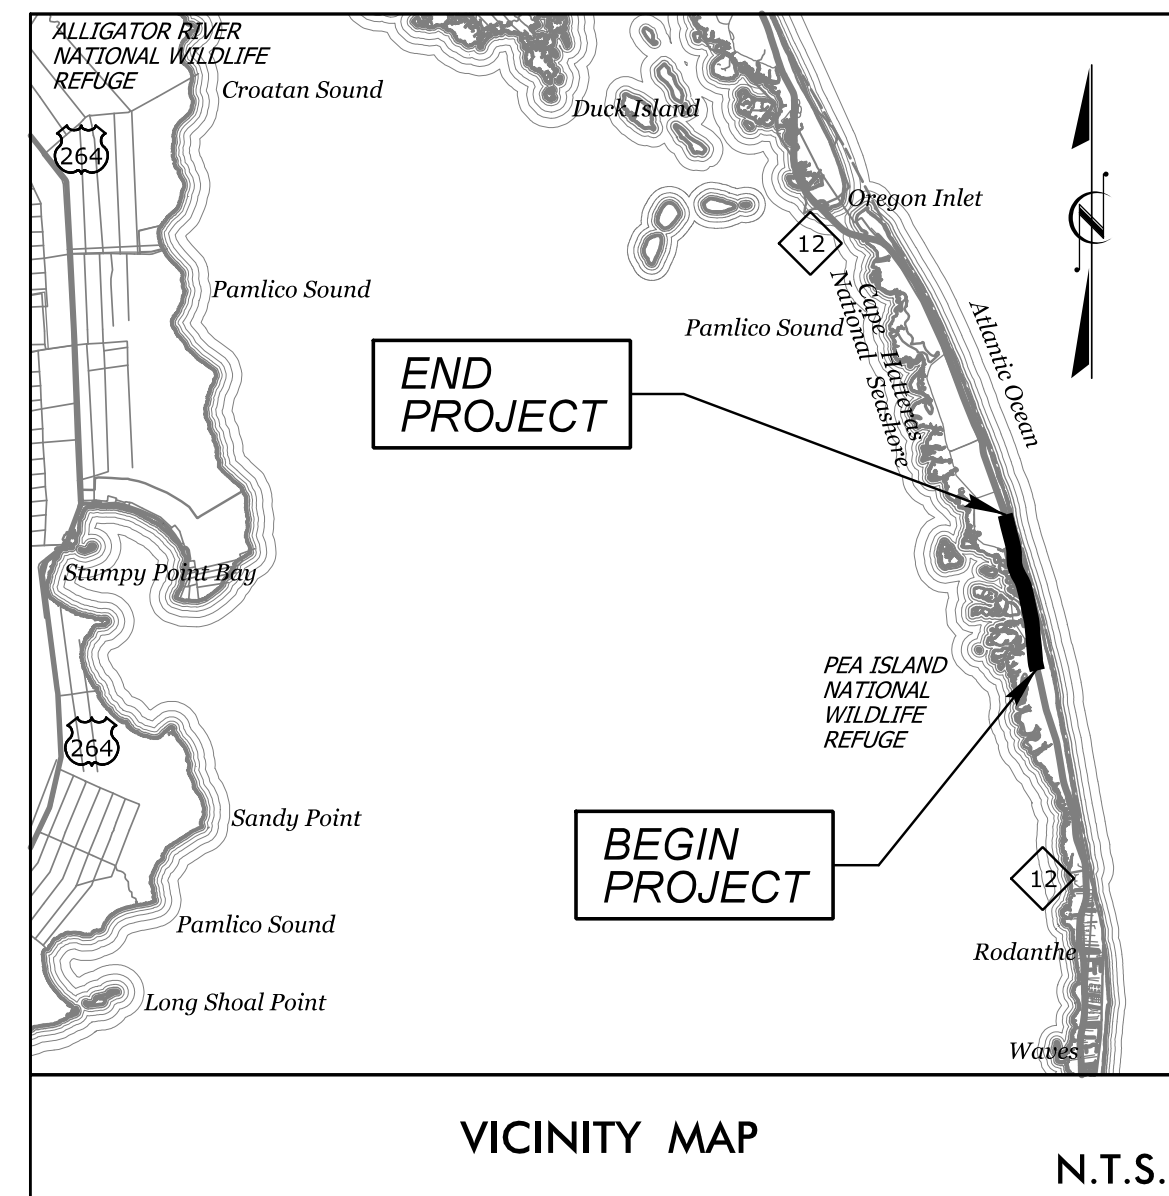 ALLIGATOR RIVER
NATIONAL WILDLIFE
REFUGE
Croatan Sound
Duck Island
264
Oregon Inlet
12
Pamlico Sound
Pamlico Sound
Cape Hatteras
National Seashore
Atlantic Ocean
N
END
PROJECT
Stumpy Point Bay
PEA ISLAND
NATIONAL
WILDLIFE
REFUGE
264
Sandy Point
BEGIN
PROJECT
12
Pamlico Sound
Rodanthe
Long Shoal Point
Waves
VICINITY MAP
N.T.S.